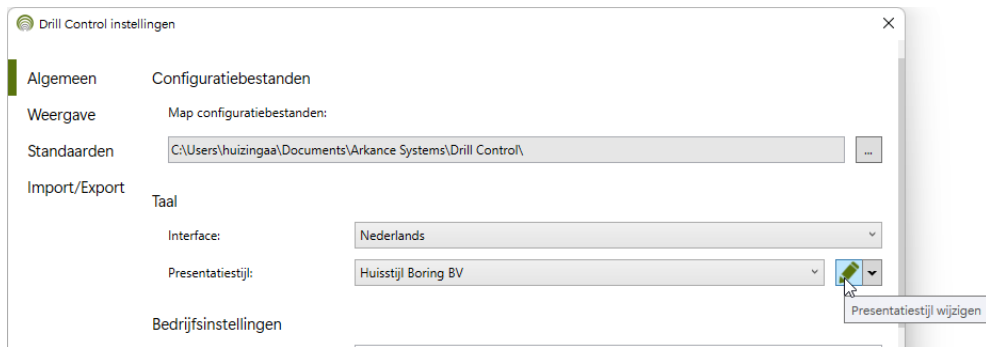 Drill Control instellingen
Algemeen
Weergave
Standaarden
Import/Export
Configuratiebestanden
Map configuratiebestanden:
C:\Users\huizingaa\Documents\Arkance Systems\Drill Control\
...
Taal
Interface:
Nederlands
Presentatiestijl:
Huisstijl Boring BV
Presentatiestijl wijzigen
Bedrijfsinstellingen